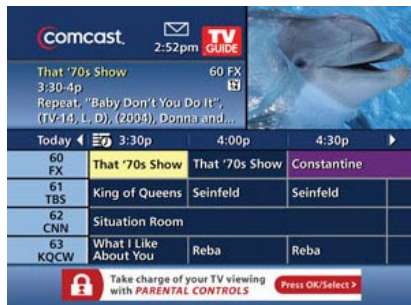 comcast.
2:52pm
TV GUIDE
That '70s Show 60 FX
3:30-4p
Repeat, "Baby Don't You Do It",
(TV-14, L, D), (2004), Donna and...
Today 3:30p 4:00p 4:30p
60 FX That '70s Show That '70s Show Constantine
61 TBS King of Queens Seinfeld Seinfeld
62 CNN Situation Room
63 KQCW What I Like About You Reba Reba
Take charge of your TV viewing
with PARENTAL CONTROLS
Press OK/Select >